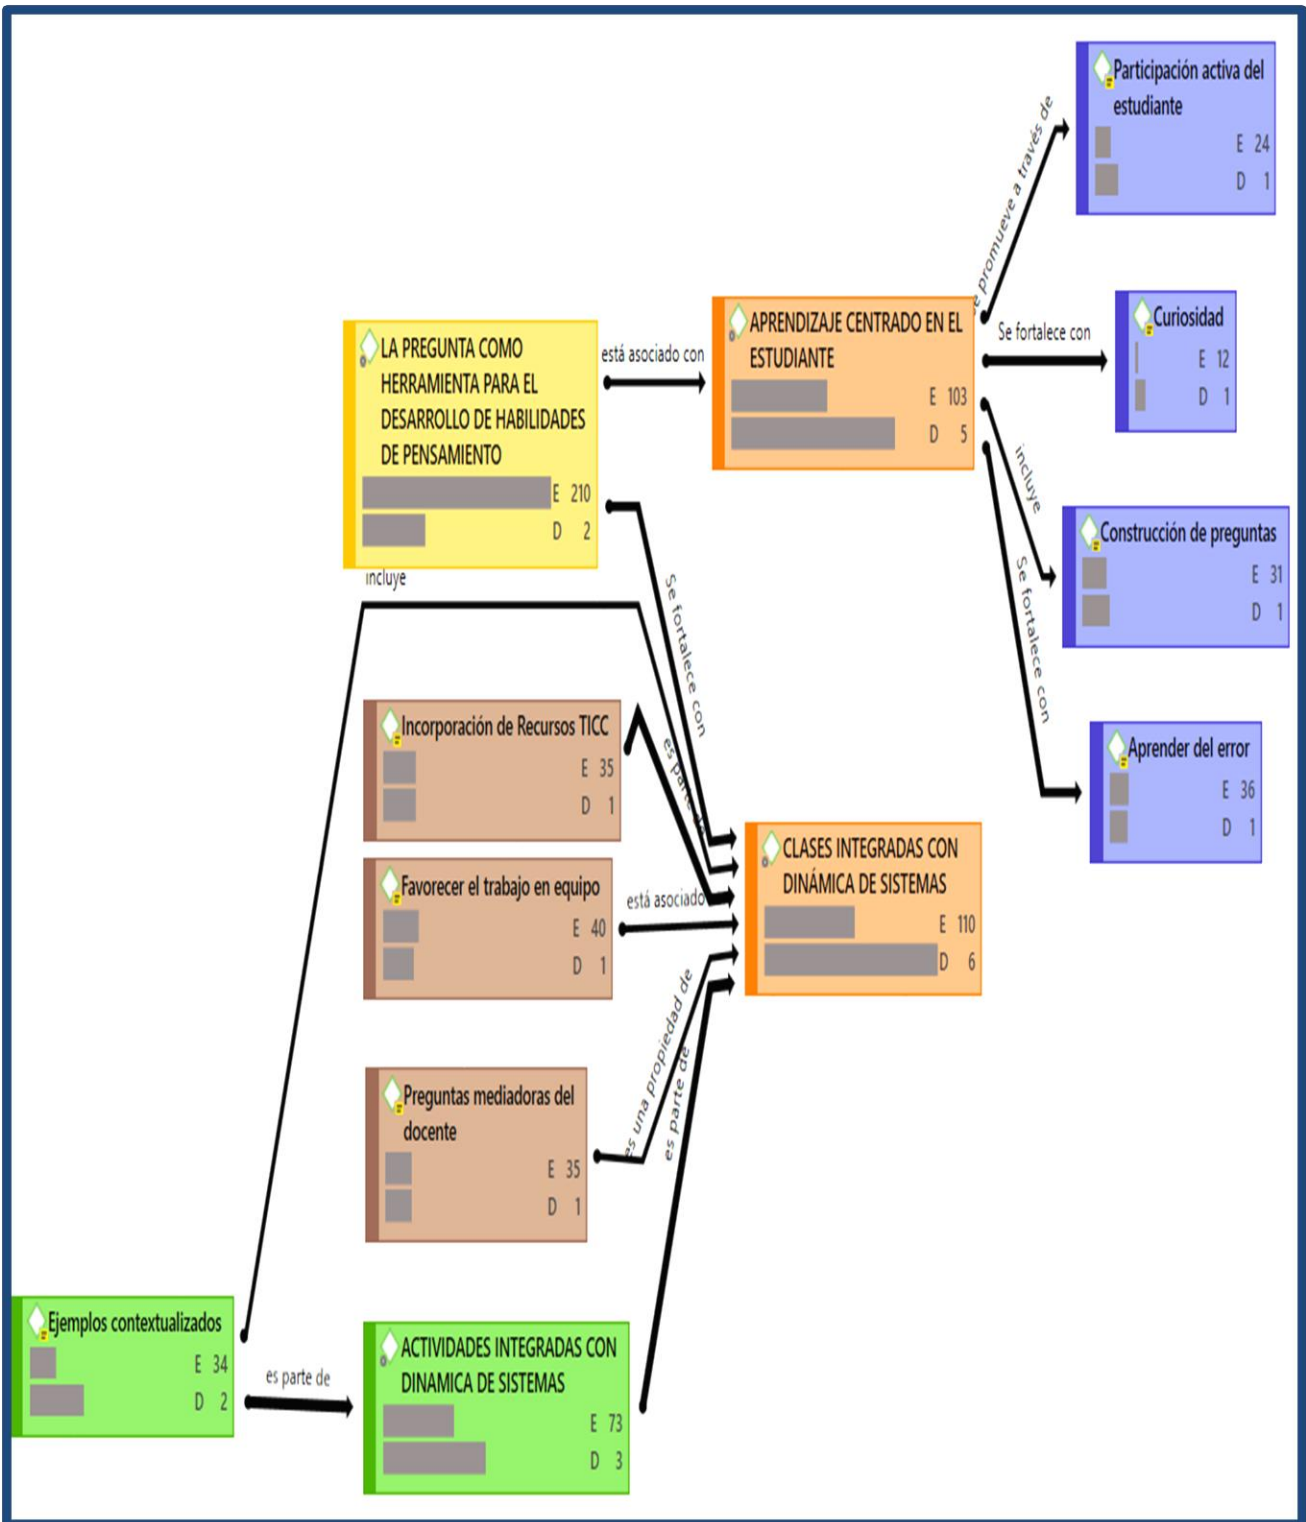 Participación activa del
estudiante
E 24
D 1
Se promueve a través de
LA PREGUNTA COMO
HERRAMIENTA PARA EL
DESARROLLO DE HABILIDADES
DE PENSAMIENTO
E 210
D 2
está asociado con
APRENDIZAJE CENTRADO EN EL
ESTUDIANTE
E 103
D 5
Se fortalece con
Curiosidad
E 12
D 1
incluye
Construcción de preguntas
E 31
D 1
Se fortalece con
Aprender del error
E 36
D 1
incluye
Se fortalece con
Incorporación de Recursos TICC
E 35
D 1
es parte de
Favorecer el trabajo en equipo
E 40
D 1
está asociado
CLASES INTEGRADAS CON
DINÁMICA DE SISTEMAS
E 110
D 6
Preguntas mediadoras del
docente
E 35
D 1
es una propiedad de
es parte de
Ejemplos contextualizados
E 34
D 2
es parte de
ACTIVIDADES INTEGRADAS CON
DINAMICA DE SISTEMAS
E 73
D 3